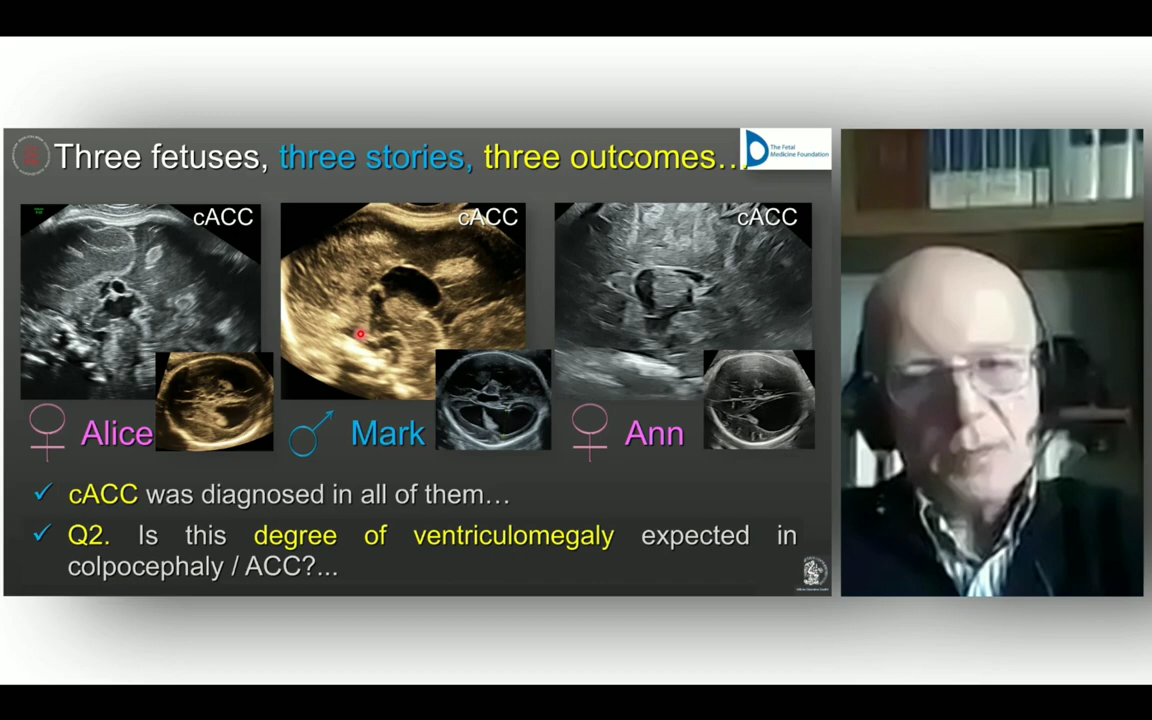 Three fetuses, three stories, three outcomes…
The Fetal
Medicine Foundation
cACC
cACC
cACC
Alice
Mark
Ann
✓ cACC was diagnosed in all of them…
✓ Q2. Is this degree of ventriculomegaly expected in
colpocephaly / ACC?...